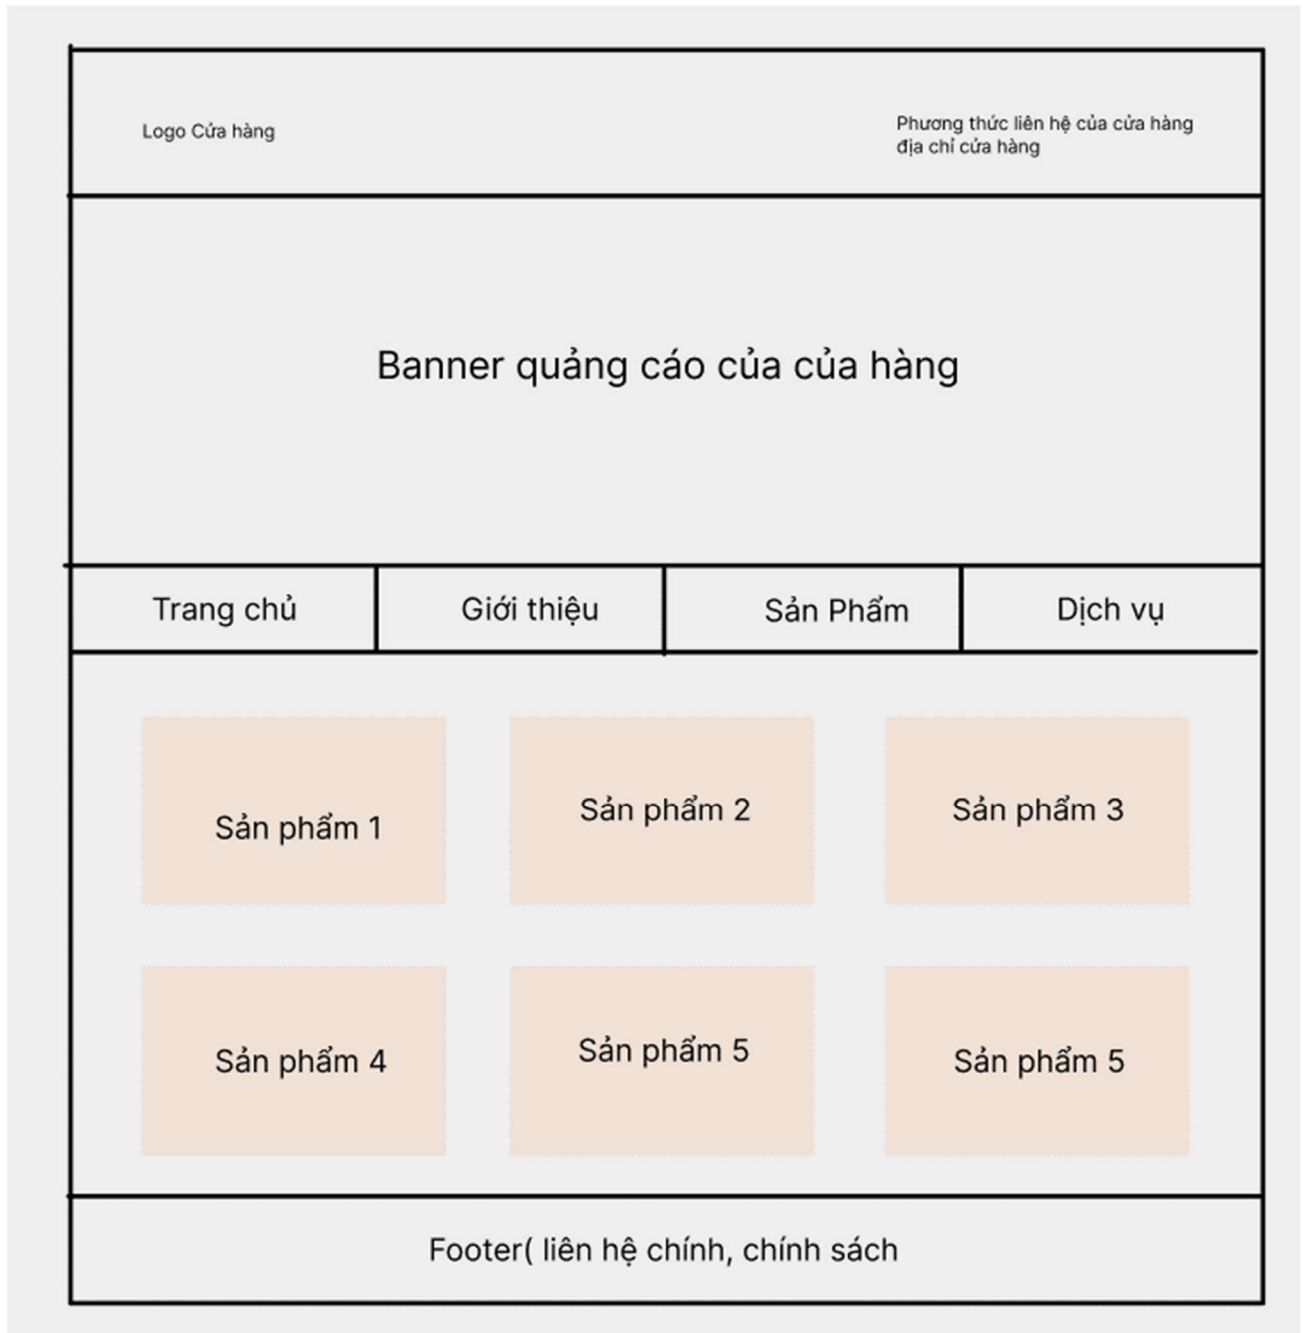 Logo Cửa hàng
Phương thức liên hệ của cửa hàng
địa chỉ cửa hàng
Banner quảng cáo của của hàng
Trang chủ
Giới thiệu
Sản Phẩm
Dịch vụ
Sản phẩm 1
Sản phẩm 2
Sản phẩm 3
Sản phẩm 4
Sản phẩm 5
Sản phẩm 5
Footer( liên hệ chính, chính sách